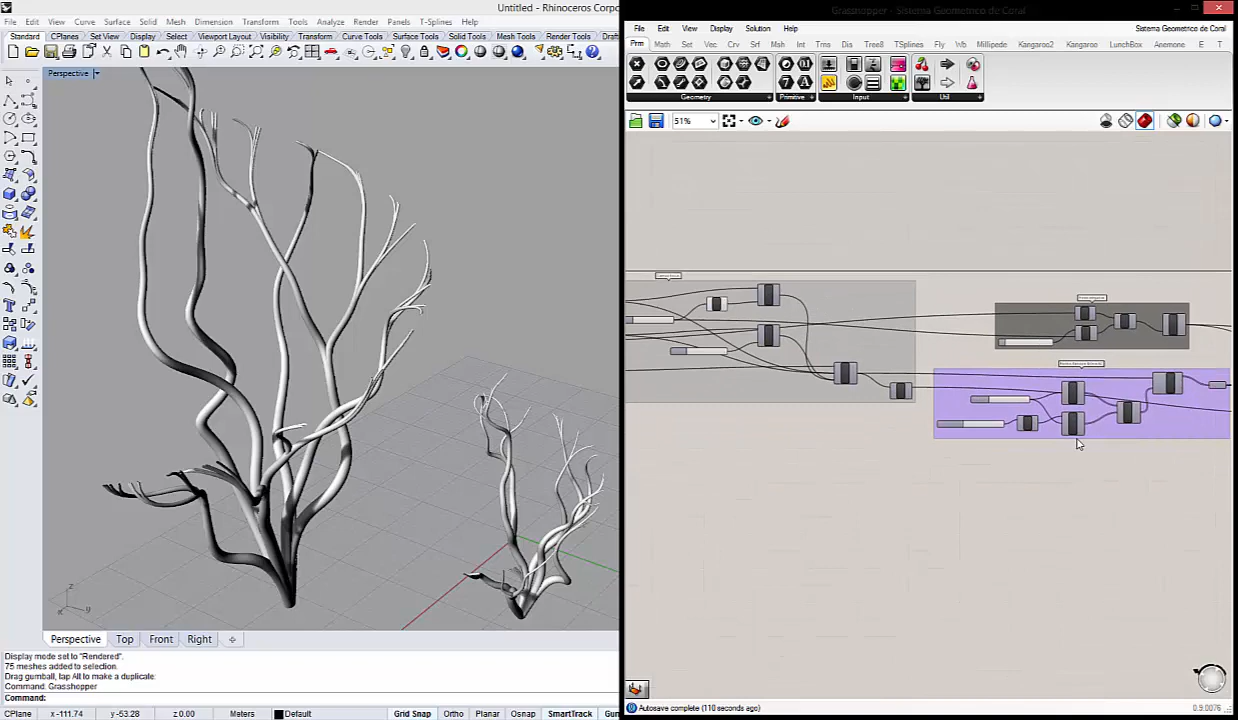 Untitled - Rhinoceros Corpo
File Edit View Curve Surface Solid Mesh Dimension Transform Tools Analyze Render Panels T-Splines Help
Standard CPlanes Set View Display Select Viewport Layout Visibility Transform Curve Tools Surface Tools Solid Tools Mesh Tools Render Tools Draft
Perspective
z
y
x
Perspective Top Front Right
Display mode set to "Rendered".
75 meshes added to selection.
Drag gumball, tap Alt to make a duplicate.
Command: Grasshopper
Command:
CPlane x -111.74 y -53.28 z 0.00 Meters Default Grid Snap Ortho Planar Osnap SmartTrack Gum
Grasshopper - Sistema Geometrico de Coral
File Edit View Display Solution Help
Sistema Geometrico de Coral
Prm Math Set Vec Crv Srf Msh Int Trns Dis Tree8 TSplines Fly Wb Millipede Kangaroo2 Kangaroo LunchBox Anemone E T
Geometry Primitive Input Util
51%
Autosave complete (110 seconds ago)
0.9.0076